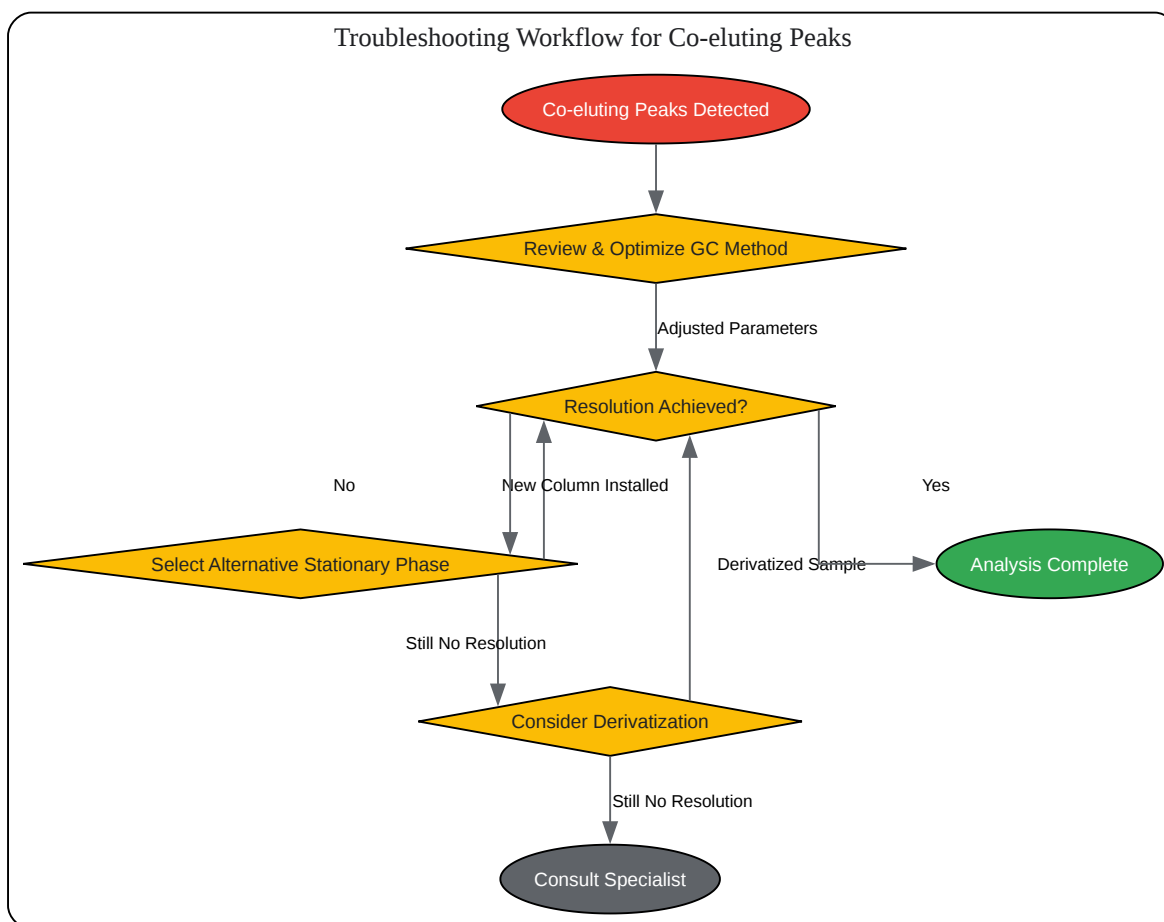 Troubleshooting Workflow for Co-eluting Peaks
Co-eluting Peaks Detected
Review & Optimize GC Method
Adjusted Parameters
Resolution Achieved?
No
New Column Installed
Yes
Select Alternative Stationary Phase
Derivatized Sample
Analysis Complete
Still No Resolution
Consider Derivatization
Still No Resolution
Consult Specialist